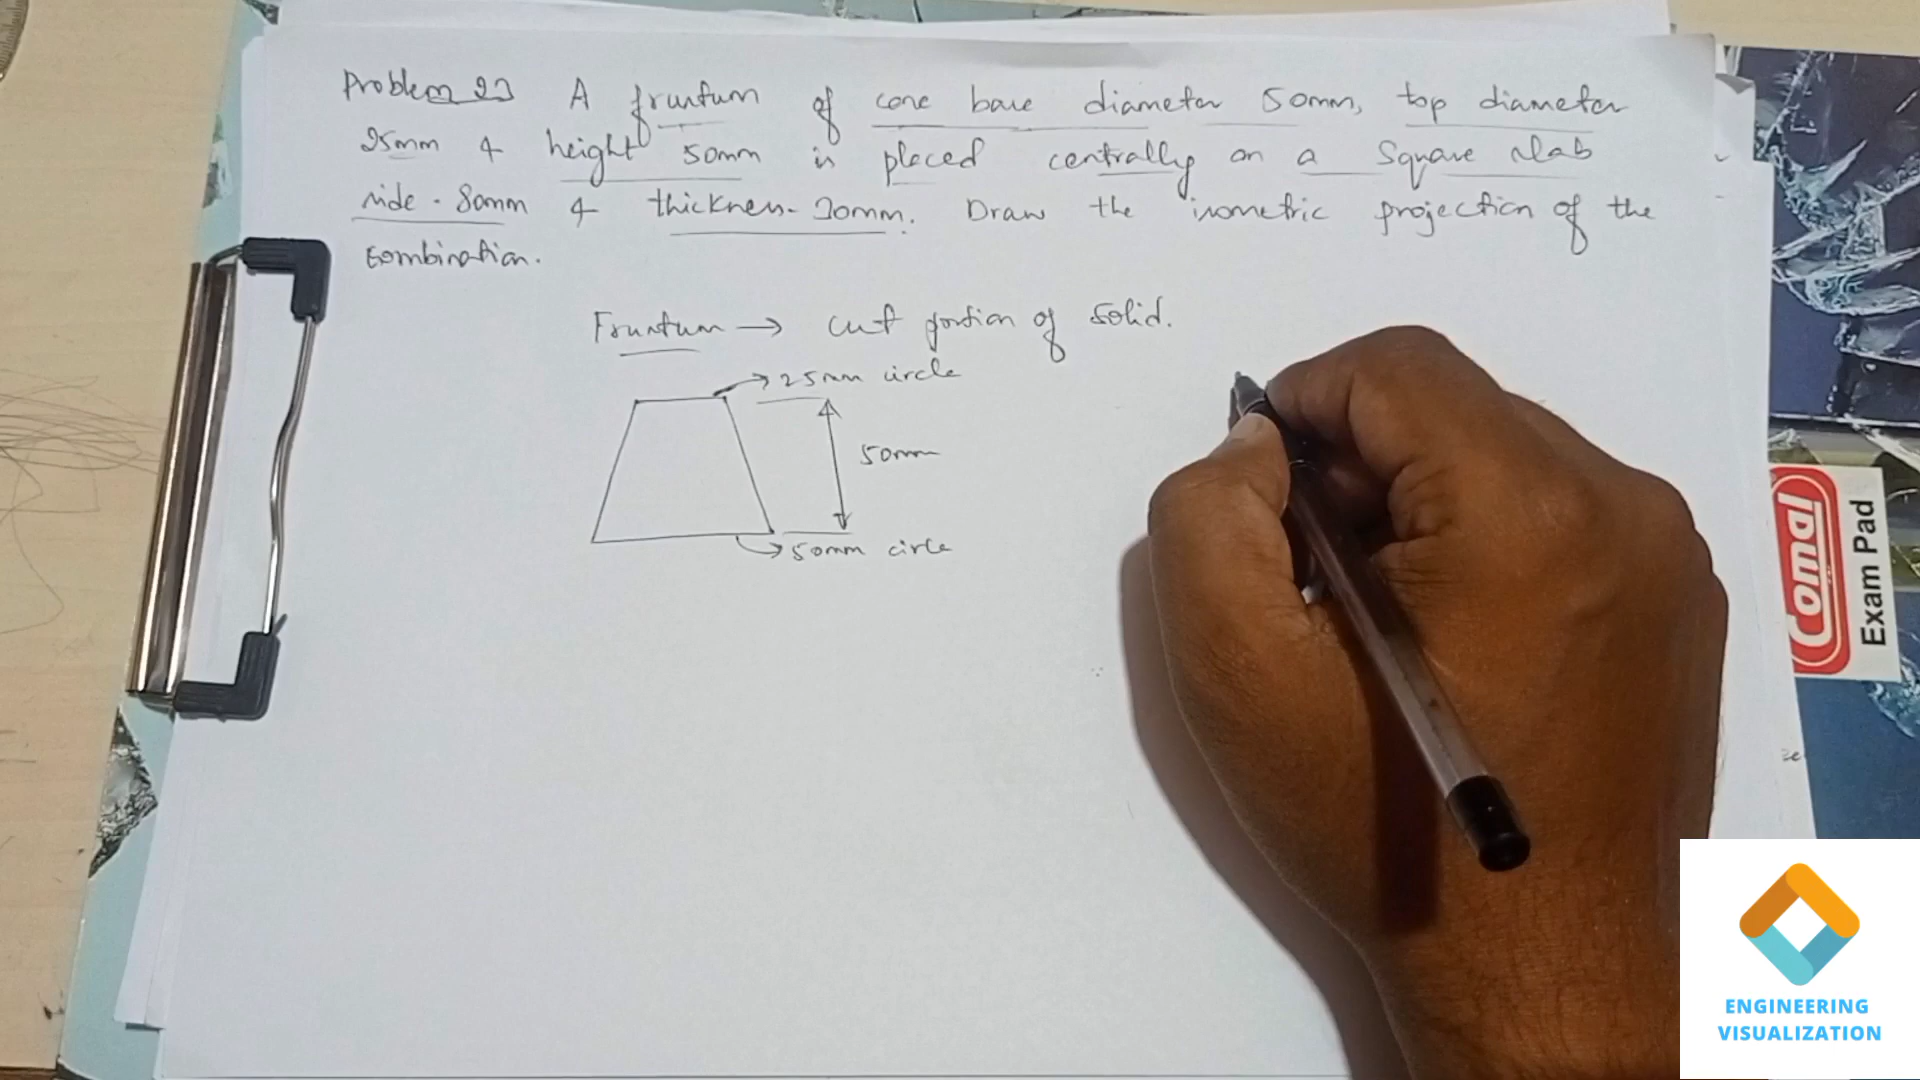 Problem 23 A frustum of cone base diameter 50mm, top diameter
25mm & height 50mm is placed centrally on a square slab
side - 80mm & thickness - 20mm. Draw the isometric projection of the
combination.
Frustum → cut portion of solid.
25mm circle
50mm
50mm circle
Comal
Exam Pad
ENGINEERING
VISUALIZATION